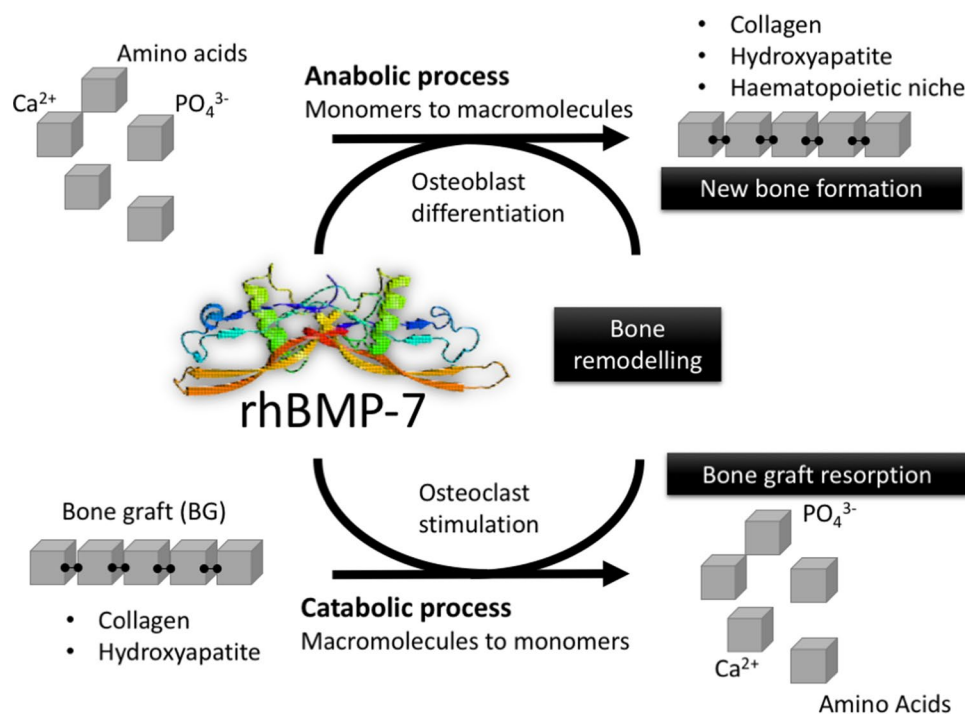 Amino acids
Ca²⁺
PO₄³⁻
Anabolic process
Monomers to macromolecules
Osteoblast
differentiation
• Collagen
• Hydroxyapatite
• Haematopoietic niche
New bone formation
rhBMP-7
Bone
remodelling
Bone graft (BG)
• Collagen
• Hydroxyapatite
Osteoclast
stimulation
Catabolic process
Macromolecules to monomers
Bone graft resorption
PO₄³⁻
Ca²⁺
Amino Acids